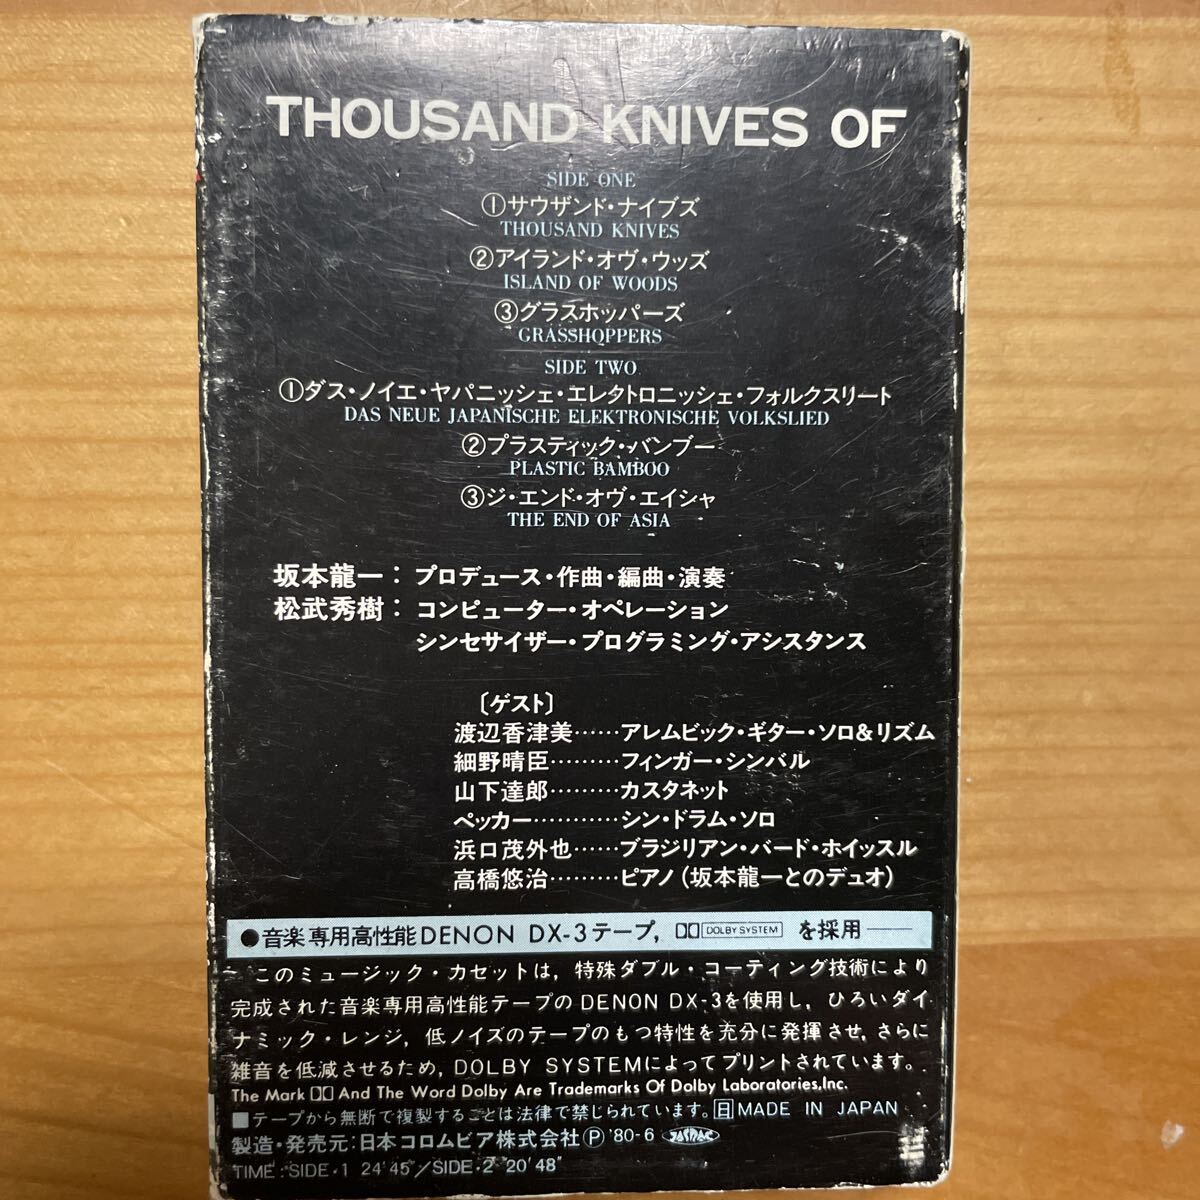 THOUSAND KNIVES OF
SIDE ONE
①サウザンド・ナイブズ
THOUSAND KNIVES
②アイランド・オヴ・ウッズ
ISLAND OF WOODS
③グラスホッパーズ
GRASSHOPPERS
SIDE TWO
①ダス・ノイエ・ヤパニッシェ・エレクトロニッシェ・フォルクスリート
DAS NEUE JAPANISCHE ELEKTRONISCHE VOLKSLIED
②プラスティック・バンブー
PLASTIC BAMBOO
③ジ・エンド・オヴ・エイシャ
THE END OF ASIA
坂本龍一：プロデュース・作曲・編曲・演奏
松武秀樹：コンピューター・オペレーション
シンセサイザー・プログラミング・アシスタンス
〔ゲスト〕
渡辺香津美……アレムビック・ギター・ソロ&リズム
細野晴臣………フィンガー・シンバル
山下達郎………カスタネット
ペッカー………シン・ドラム・ソロ
浜口茂外也……ブラジリアン・バード・ホイッスル
高橋悠治………ピアノ（坂本龍一とのデュオ）
●音楽専用高性能DENON DX-3テープ，DOLBY SYSTEM を採用
このミュージック・カセットは，特殊ダブル・コーティング技術により
完成された音楽専用高性能テープのDENON DX-3を使用し，ひろいダイ
ナミック・レンジ，低ノイズのテープのもつ特性を充分に発揮させ，さらに
雑音を低減させるため，DOLBY SYSTEMによってプリントされています。
The Mark And The Word Dolby Are Trademarks Of Dolby Laboratories,Inc.
■テープから無断で複製することは法律で禁じられています。日MADE IN JAPAN
製造・発売元：日本コロムビア株式会社Ⓟ '80-6 JASRAC
TIME：SIDE・1 24'45"/SIDE・2 20'48"